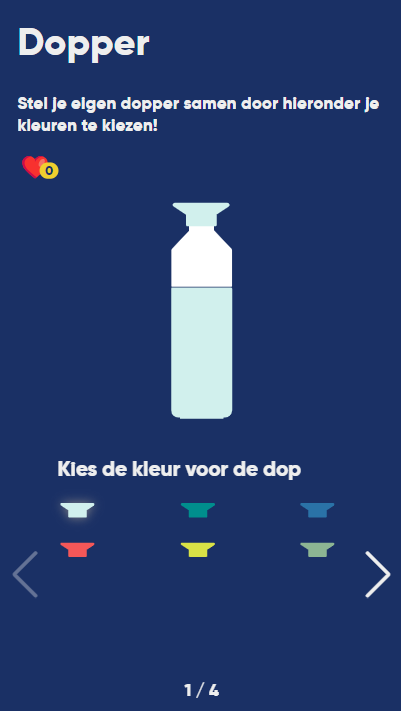 Dopper
Stel je eigen dopper samen door hieronder je
kleuren te kiezen!
0
Kies de kleur voor de dop
1 / 4